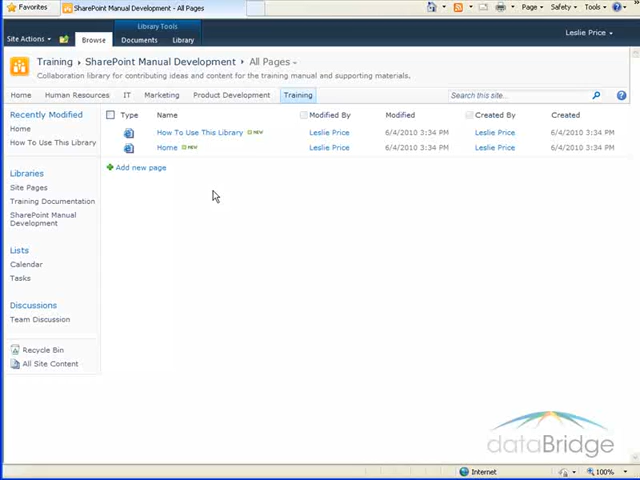 Favorites
SharePoint Manual Development - All Pages
Page
Safety
Tools
Library Tools
Site Actions
Browse
Documents
Library
Leslie Price
Training ▸ SharePoint Manual Development ▸ All Pages
Collaboration library for contributing ideas and content for the training manual and supporting materials.
Home
Human Resources
IT
Marketing
Product Development
Training
Search this site...
Recently Modified
Home
How To Use This Library
Libraries
Site Pages
Training Documentation
SharePoint Manual
Development
Lists
Calendar
Tasks
Discussions
Team Discussion
Recycle Bin
All Site Content
Type Name Modified By Modified Created By Created
How To Use This Library NEW Leslie Price 6/4/2010 3:34 PM Leslie Price 6/4/2010 3:34 PM
Home NEW Leslie Price 6/4/2010 3:34 PM Leslie Price 6/4/2010 3:34 PM
Add new page
dataBridge
Internet
100%